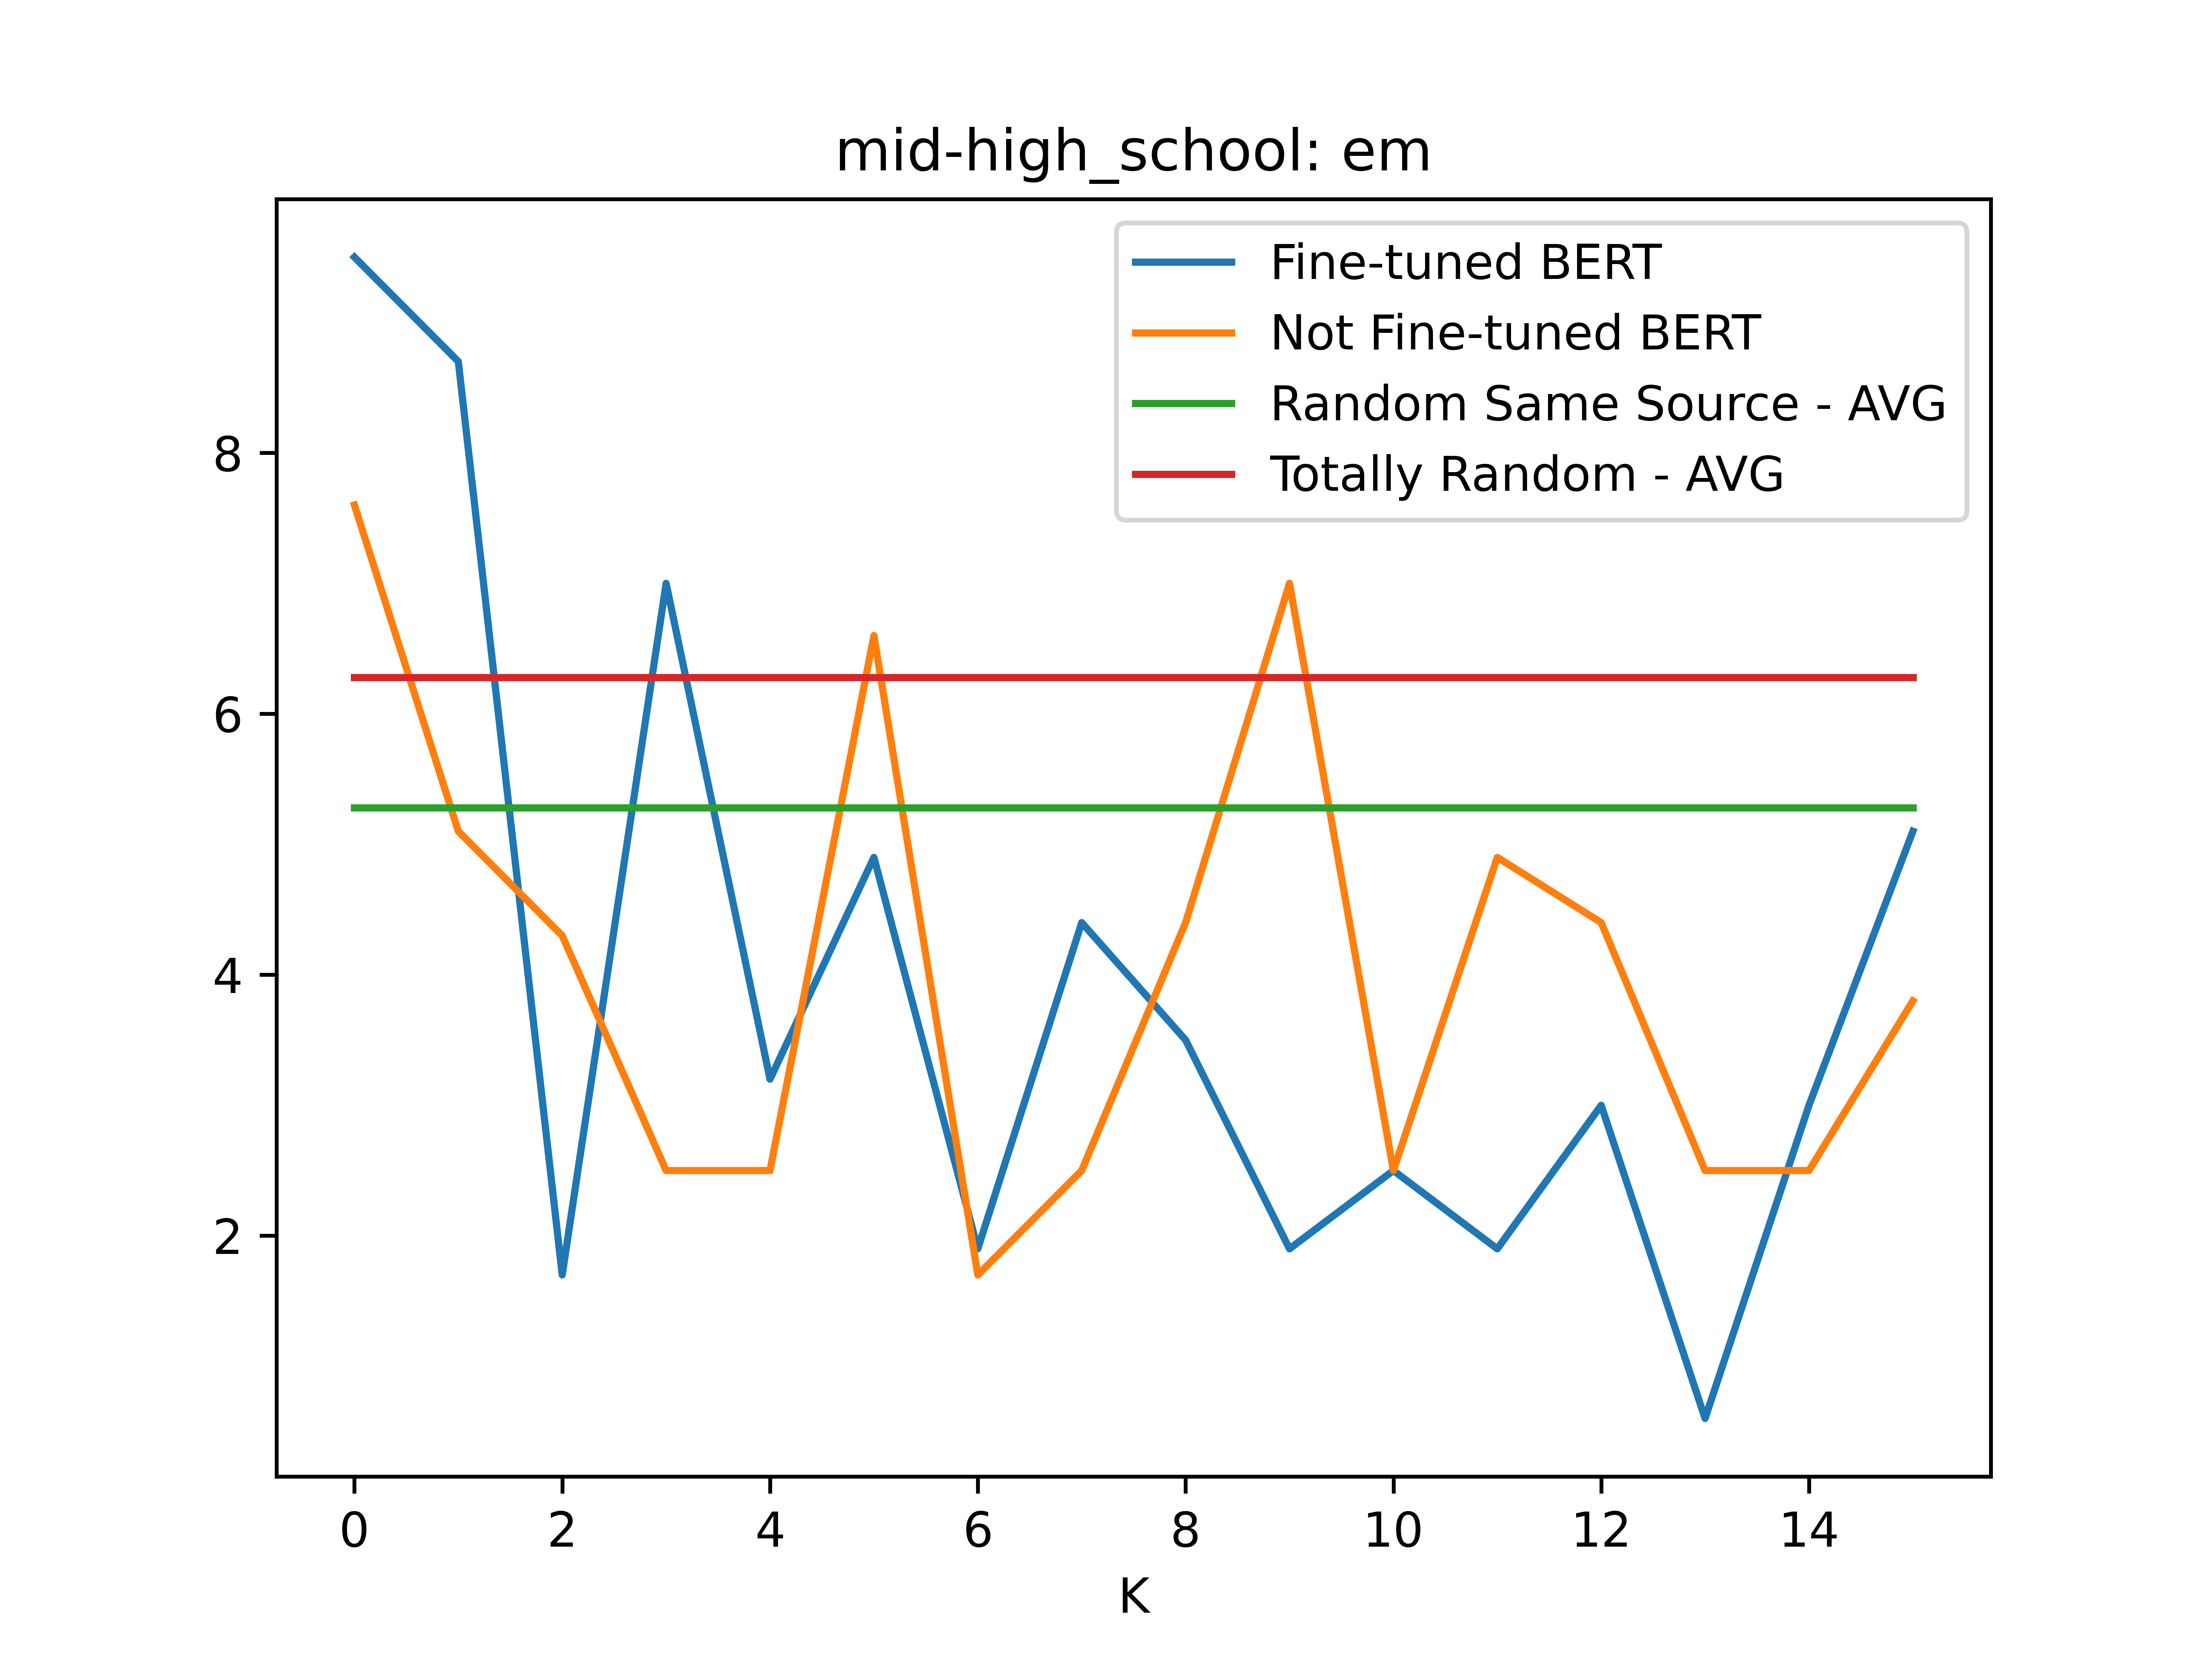 mid-high_school: em
Fine-tuned BERT
Not Fine-tuned BERT
Random Same Source - AVG
Totally Random - AVG
8
6
4
2
0 2 4 6 8 10 12 14
K